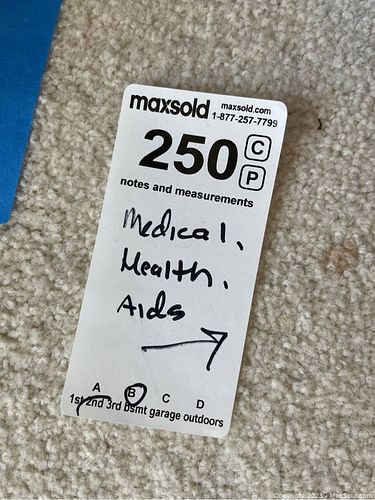 maxsold maxsold.com
1-877-257-7799
250 C
P
notes and measurements
Medical,
Health,
Aids
A B C D
1st 2nd 3rd bsmt garage outdoors
Copyright 2023 - MaxSold.com